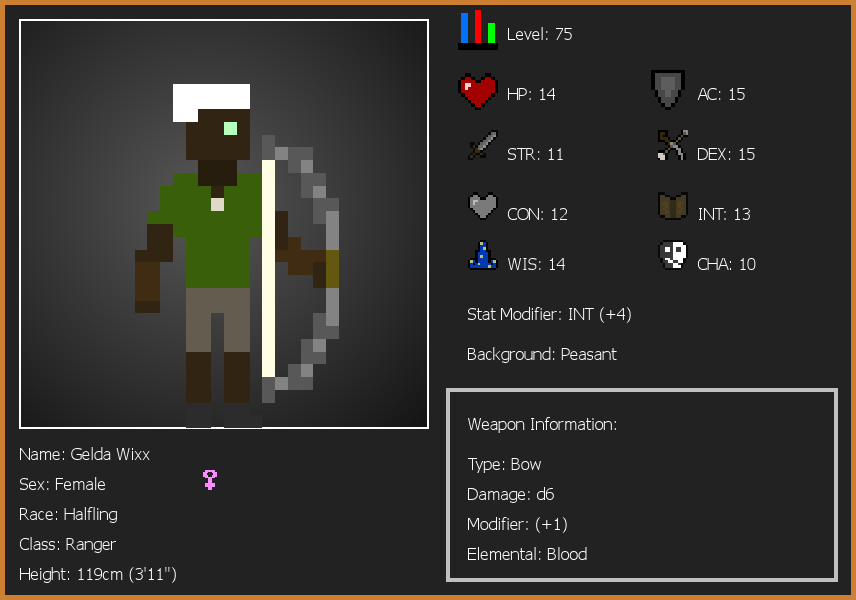 Level: 75
HP: 14
AC: 15
STR: 11
DEX: 15
CON: 12
INT: 13
WIS: 14
CHA: 10
Stat Modifier: INT (+4)
Background: Peasant
Weapon Information:
Type: Bow
Damage: d6
Modifier: (+1)
Elemental: Blood
Name: Gelda Wixx
Sex: Female
Race: Halfling
Class: Ranger
Height: 119cm (3'11")